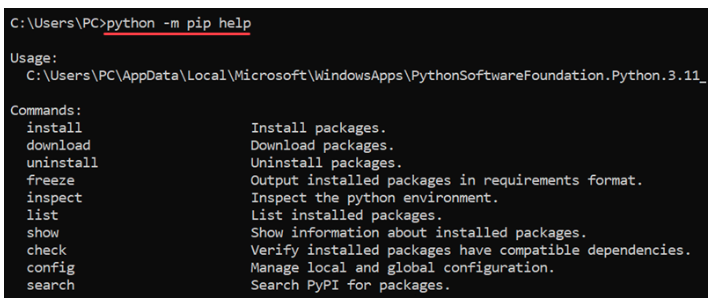 C:\Users\PC>python -m pip help
Usage:
C:\Users\PC\AppData\Local\Microsoft\WindowsApps\PythonSoftwareFoundation.Python.3.11_
Commands:
install Install packages.
download Download packages.
uninstall Uninstall packages.
freeze Output installed packages in requirements format.
inspect Inspect the python environment.
list List installed packages.
show Show information about installed packages.
check Verify installed packages have compatible dependencies.
config Manage local and global configuration.
search Search PyPI for packages.